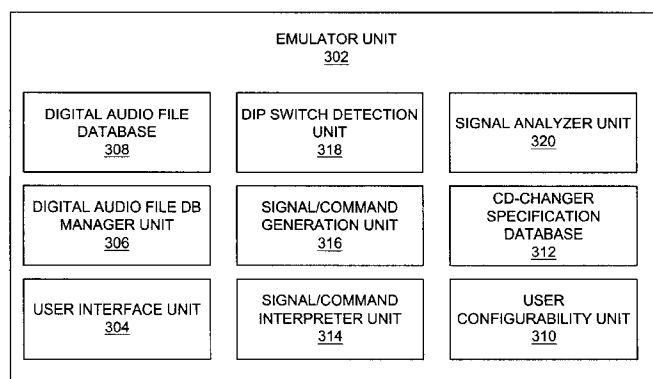 EMULATOR UNIT
302
DIGITAL AUDIO FILE
DATABASE
308
DIP SWITCH DETECTION
UNIT
318
SIGNAL ANALYZER UNIT
320
DIGITAL AUDIO FILE DB
MANAGER UNIT
306
SIGNAL/COMMAND
GENERATION UNIT
316
CD-CHANGER
SPECIFICATION
DATABASE
312
USER INTERFACE UNIT
304
SIGNAL/COMMAND
INTERPRETER UNIT
314
USER
CONFIGURABILITY UNIT
310